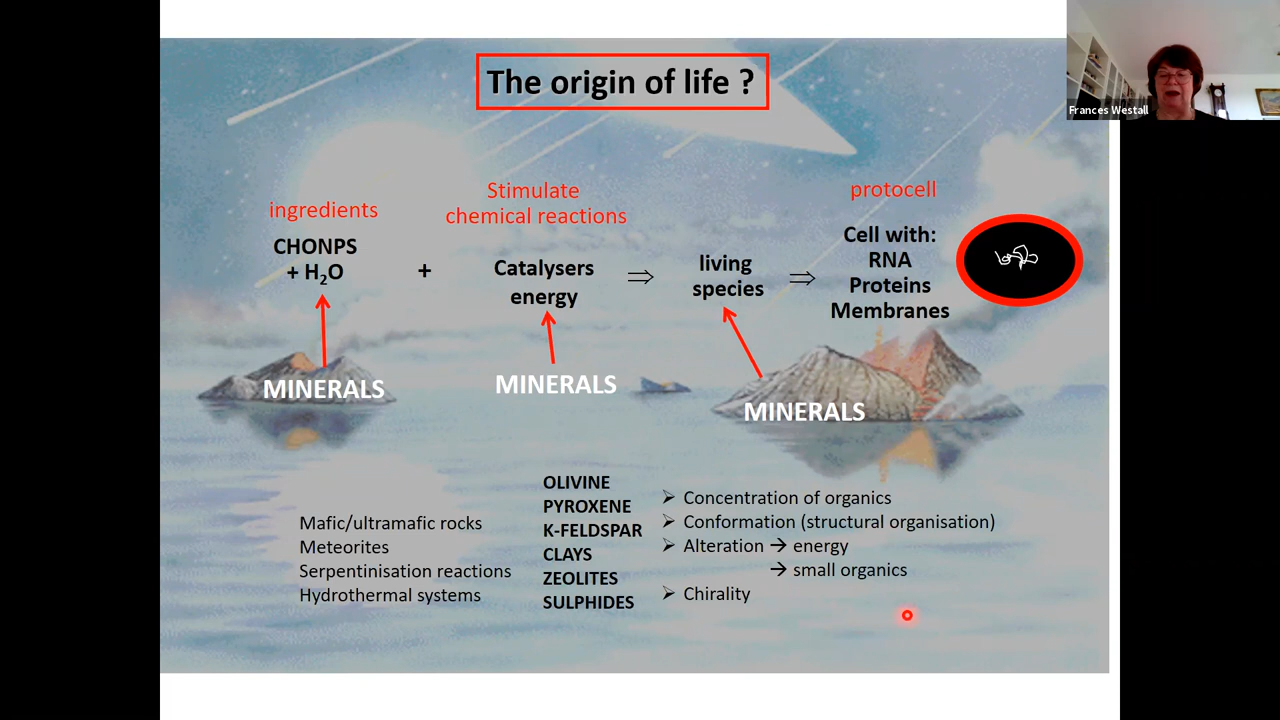 The origin of life ?
Frances Westall
ingredients
CHONPS
+ H₂O
+
Stimulate
chemical reactions
Catalysers
energy
⇒
living
species
⇒
protocell
Cell with:
RNA
Proteins
Membranes
MINERALS
MINERALS
MINERALS
Mafic/ultramafic rocks
Meteorites
Serpentinisation reactions
Hydrothermal systems
OLIVINE
PYROXENE
K-FELDSPAR
CLAYS
ZEOLITES
SULPHIDES
➢ Concentration of organics
➢ Conformation (structural organisation)
➢ Alteration → energy
→ small organics
➢ Chirality